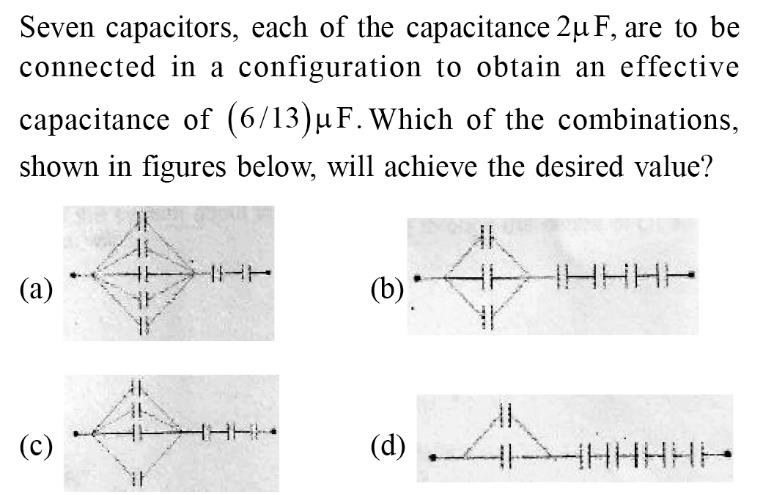 Seven capacitors, each of the capacitance 2μF, are to be
connected in a configuration to obtain an effective
capacitance of (6/13)μF. Which of the combinations,
shown in figures below, will achieve the desired value?
(a)
(b)
(c)
(d)